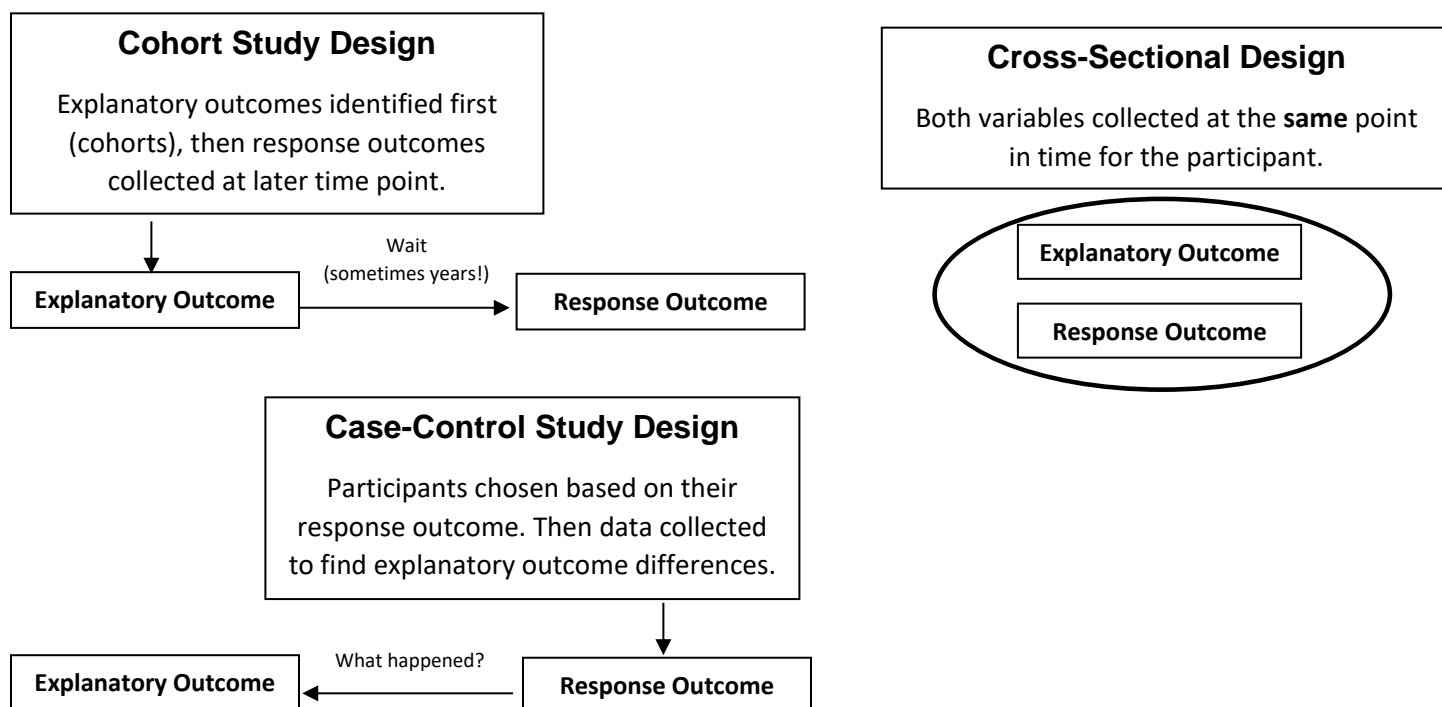 Cohort Study Design
Explanatory outcomes identified first
(cohorts), then response outcomes
collected at later time point.
Wait
(sometimes years!)
Explanatory Outcome
Response Outcome
Cross-Sectional Design
Both variables collected at the same point
in time for the participant.
Explanatory Outcome
Response Outcome
Case-Control Study Design
Participants chosen based on their
response outcome. Then data collected
to find explanatory outcome differences.
What happened?
Explanatory Outcome
Response Outcome